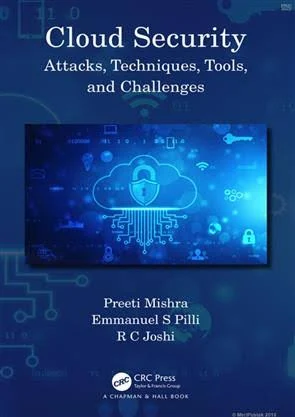 Cloud Security
Attacks, Techniques, Tools,
and Challenges
Preeti Mishra
Emmanuel S Pilli
R C Joshi
CRC
CRC Press
Taylor & Francis Group
A CHAPMAN & HALL BOOK